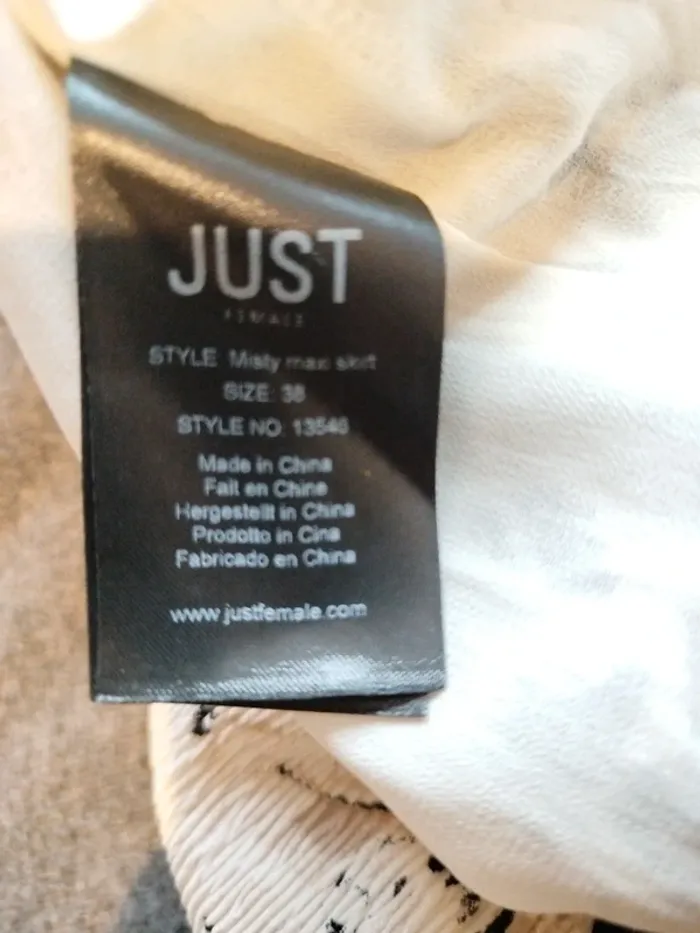 JUST
FEMALE
STYLE: Misty maxi skirt
SIZE: 38
STYLE NO: 13546
Made in China
Fait en Chine
Hergestellt in China
Prodotto in Cina
Fabricado en China
www.justfemale.com